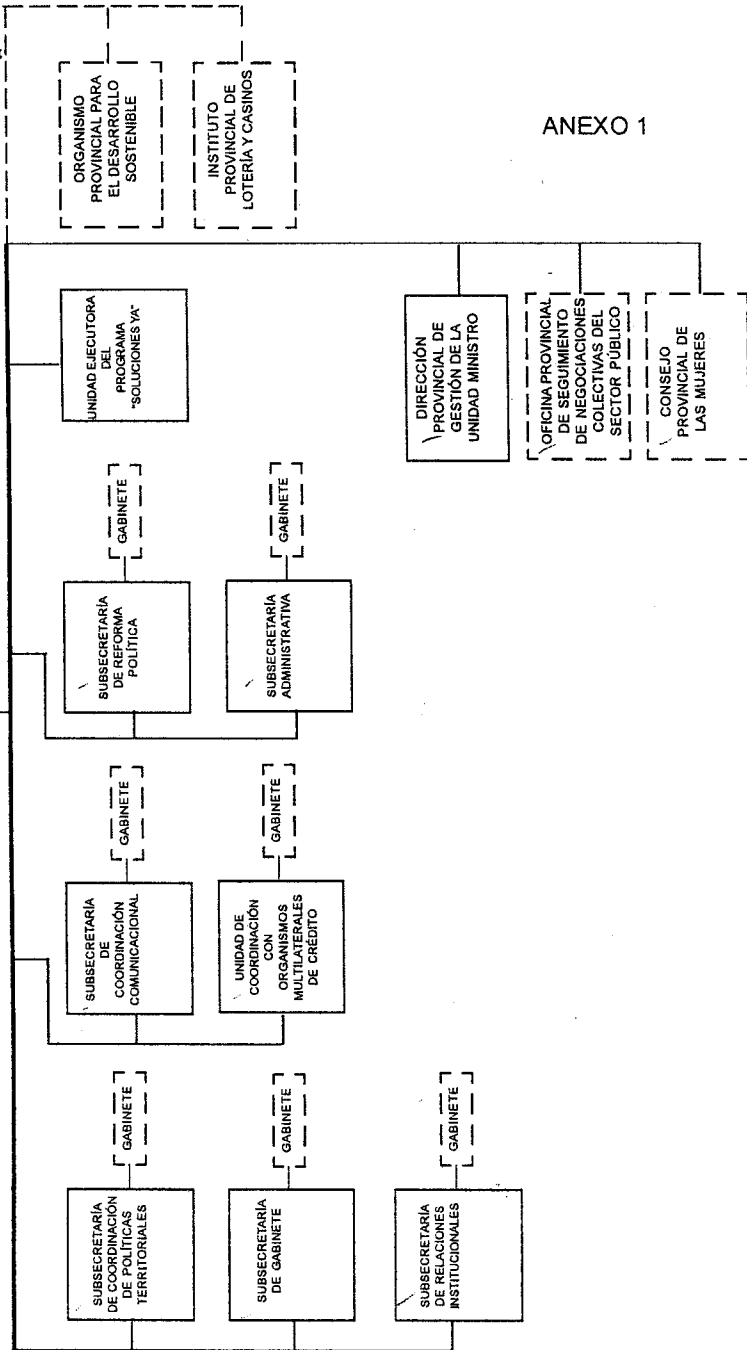 ANEXO 1
SUBSECRETARÍA
DE COORDINACIÓN
DE POLÍTICAS
TERRITORIALES
GABINETE
SUBSECRETARÍA
DE GABINETE
GABINETE
SUBSECRETARÍA
DE RELACIONES
INSTITUCIONALES
GABINETE
SUBSECRETARÍA
DE
COORDINACIÓN
COMUNICACIONAL
GABINETE
UNIDAD DE
COORDINACIÓN
CON
ORGANISMOS
MULTILATERALES
DE CRÉDITO
GABINETE
SUBSECRETARÍA
DE REFORMA
POLÍTICA
GABINETE
SUBSECRETARÍA
ADMINISTRATIVA
GABINETE
UNIDAD EJECUTORA
DEL
PROGRAMA
"SOLUCIONES YA"
DIRECCIÓN
PROVINCIAL DE
GESTIÓN DE LA
UNIDAD MINISTRO
OFICINA PROVINCIAL
DE SEGUIMIENTO
DE NEGOCIACIONES
COLECTIVAS DEL
SECTOR PÚBLICO
CONSEJO
PROVINCIAL DE
LAS MUJERES
ORGANISMO
PROVINCIAL PARA
EL DESARROLLO
SOSTENIBLE
INSTITUTO
PROVINCIAL DE
LOTERÍA Y CASINOS